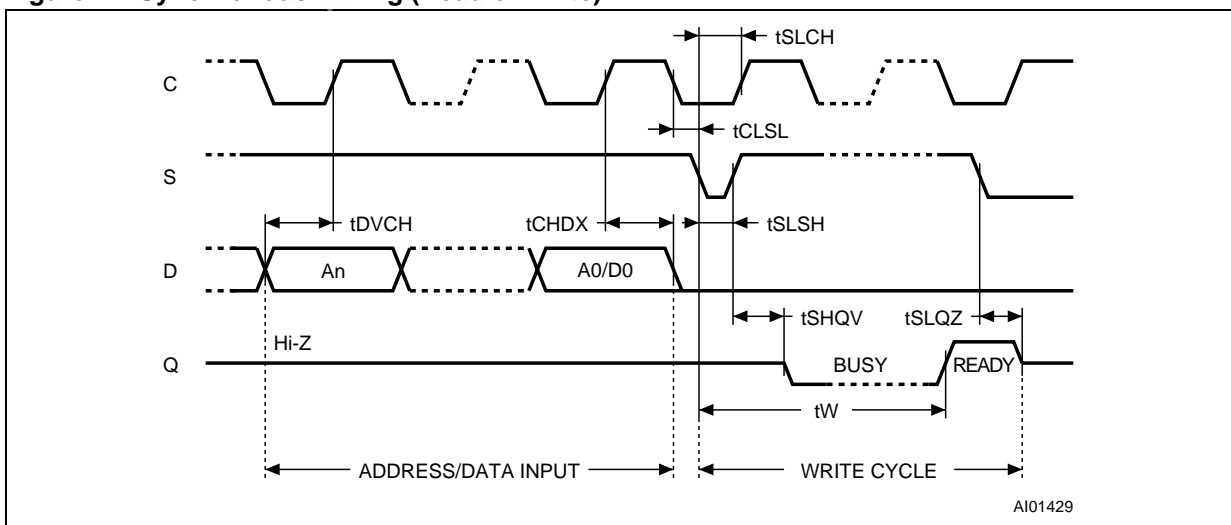 tSLCH
C
tCLSL
S
tDVCH
tCHDX
tSLSH
D
An
A0/D0
tSHQV
tSLQZ
Hi-Z
Q
BUSY
READY
tW
ADDRESS/DATA INPUT
WRITE CYCLE
AI01429